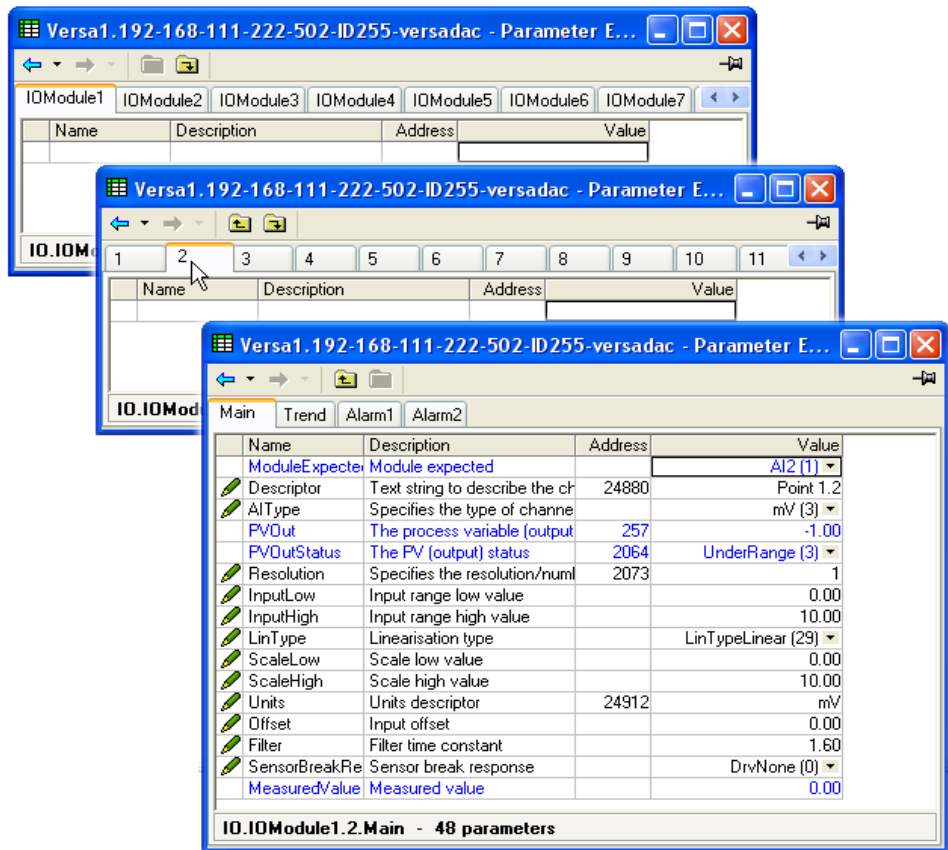 Versa1.192-168-111-222-502-ID255-versadac - Parameter E...
IOModule1 IOModule2 IOModule3 IOModule4 IOModule5 IOModule6 IOModule7
Name Description Address Value
IO.IOMo
Versa1.192-168-111-222-502-ID255-versadac - Parameter E...
1 2 3 4 5 6 7 8 9 10 11
Name Description Address Value
IO.IOModu
Versa1.192-168-111-222-502-ID255-versadac - Parameter E...
Main Trend Alarm1 Alarm2
Name Description Address Value
ModuleExpected Module expected AI2 (1)
Descriptor Text string to describe the ch 24880 Point 1.2
AIType Specifies the type of channe mV (3)
PVOut The process variable (output 257 -1.00
PVOutStatus The PV (output) status 2064 UnderRange (3)
Resolution Specifies the resolution/numl 2073 1
InputLow Input range low value 0.00
InputHigh Input range high value 10.00
LinType Linearisation type LinTypeLinear (29)
ScaleLow Scale low value 0.00
ScaleHigh Scale high value 10.00
Units Units descriptor 24912 mV
Offset Input offset 0.00
Filter Filter time constant 1.60
SensorBreakRe Sensor break response DrvNone (0)
MeasuredValue Measured value 0.00
IO.IOModule1.2.Main - 48 parameters